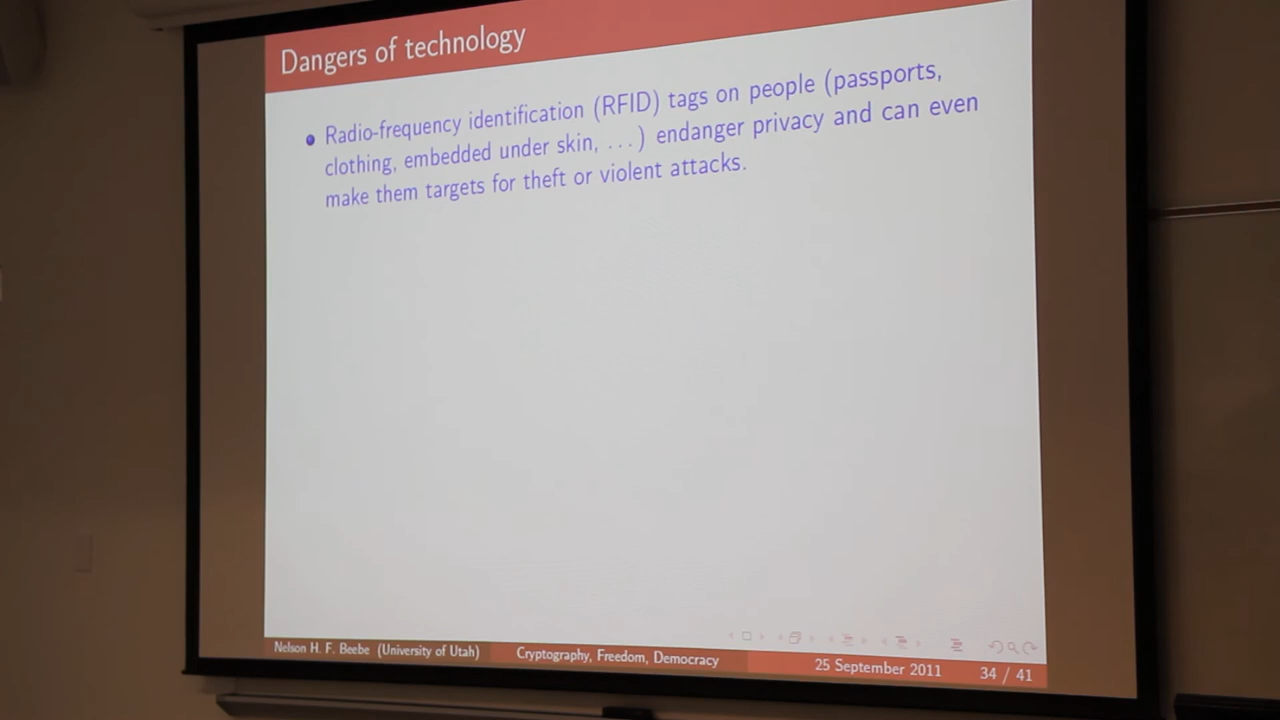 Dangers of technology
Radio-frequency identification (RFID) tags on people (passports,
clothing, embedded under skin, ...) endanger privacy and can even
make them targets for theft or violent attacks.
Nelson H. F. Beebe (University of Utah) Cryptography, Freedom, Democracy 25 September 2011 34 / 41